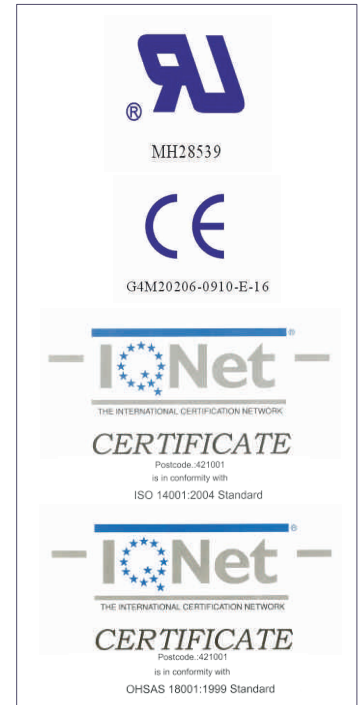 ®
MH28539
CE
G4M20206-0910-E-16
®
IQNet
THE INTERNATIONAL CERTIFICATION NETWORK
CERTIFICATE
Postcode.:421001
is in conformity with
ISO 14001:2004 Standard
®
IQNet
THE INTERNATIONAL CERTIFICATION NETWORK
CERTIFICATE
Postcode.:421001
is in conformity with
OHSAS 18001:1999 Standard